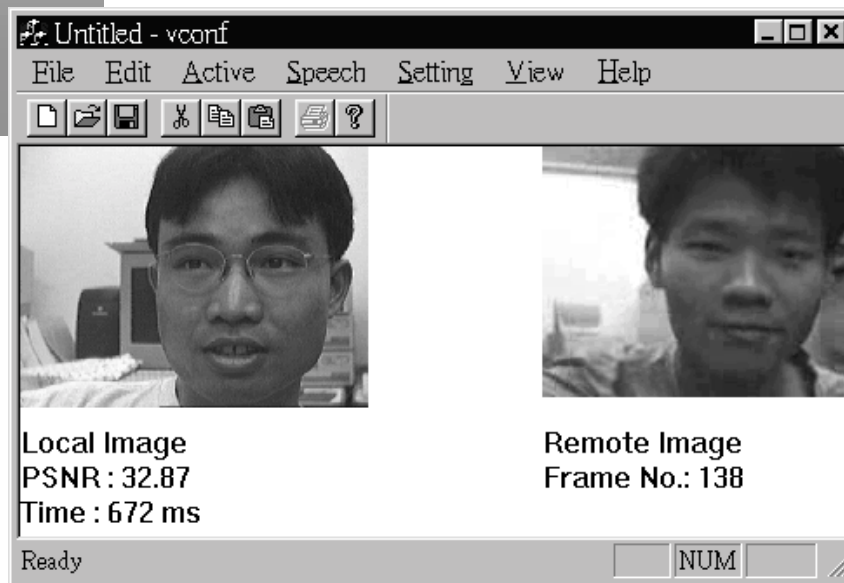 Untitled - vconf
File Edit Active Speech Setting View Help
Local Image
PSNR : 32.87
Time : 672 ms
Remote Image
Frame No.: 138
Ready
NUM